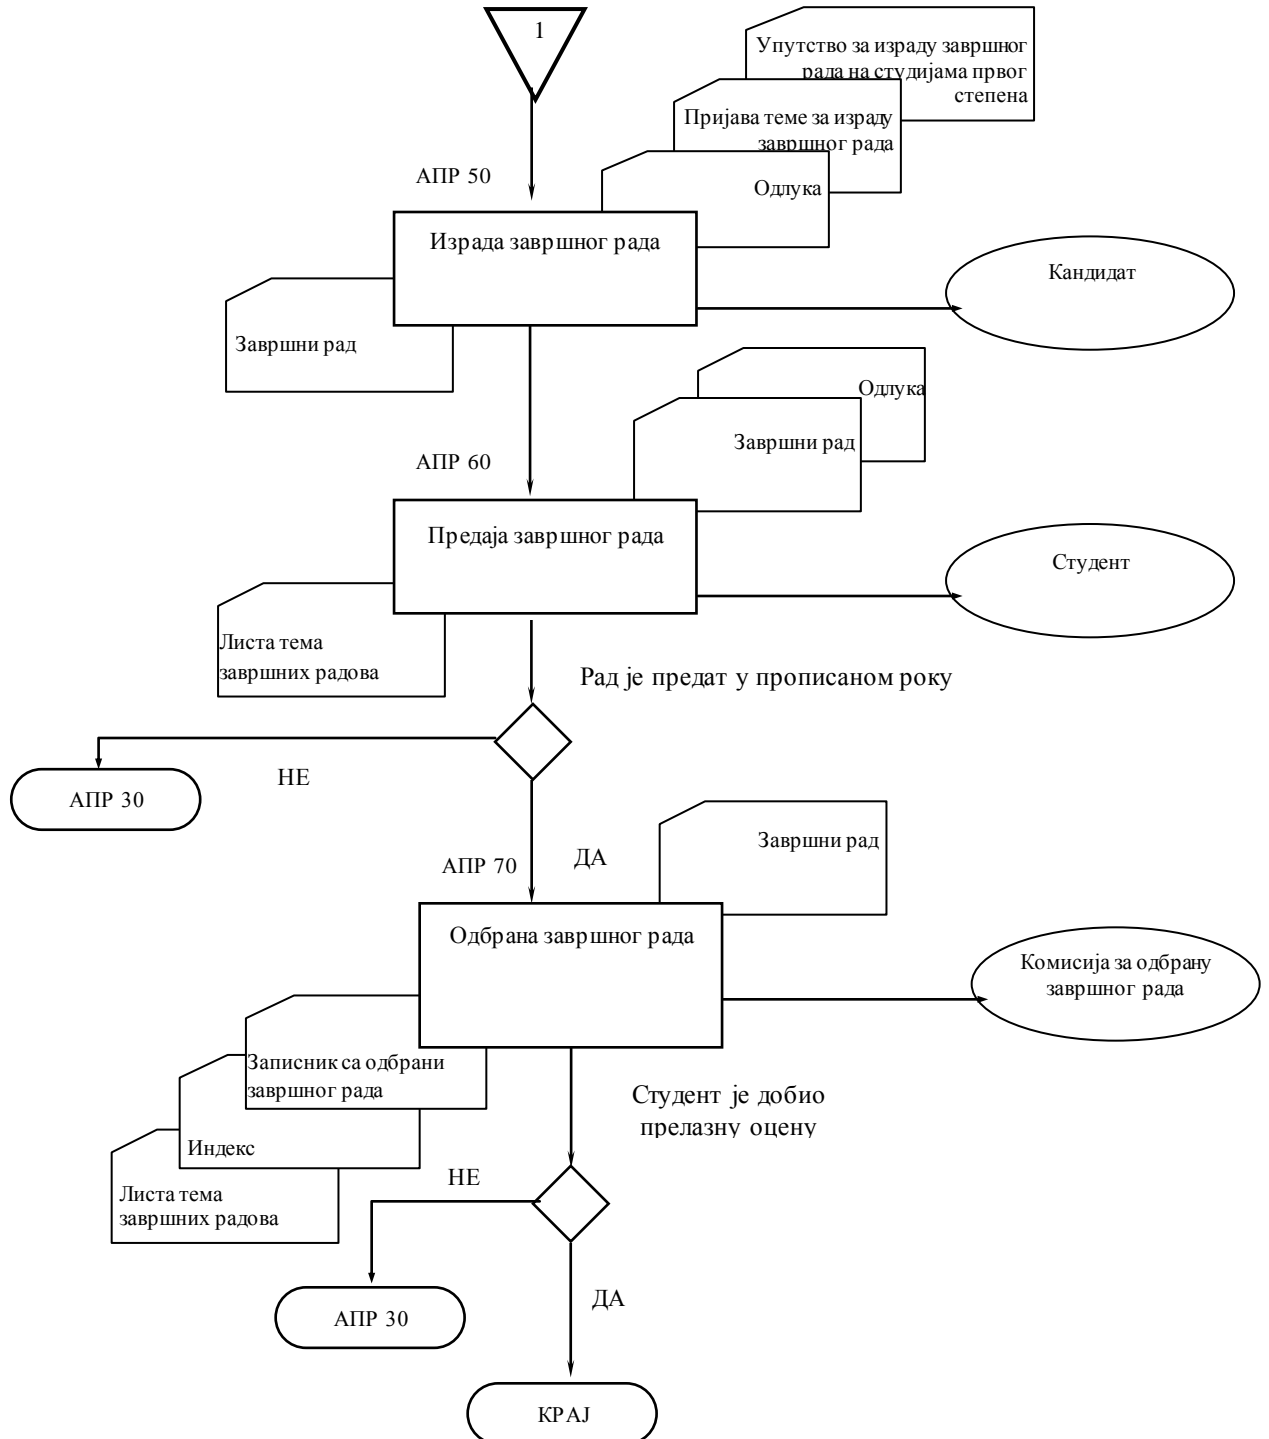 1
Упутство за израду завршног
рада на студијама првог
степена
Пријава теме за израду
завршног рада
Одлука
АПР 50
Израда завршног рада
Кандидат
Завршни рад
Одлука
Завршни рад
АПР 60
Предаја завршног рада
Студент
Листа тема
завршних радова
Рад је предат у прописаном року
НЕ
АПР 30
ДА
АПР 70
Завршни рад
Одбрана завршног рада
Комисија за одбрану
завршног рада
Записник са одбрани
завршног рада
Индекс
Листа тема
завршних радова
Студент је добио
прелазну оцену
НЕ
АПР 30
ДА
КРАЈ